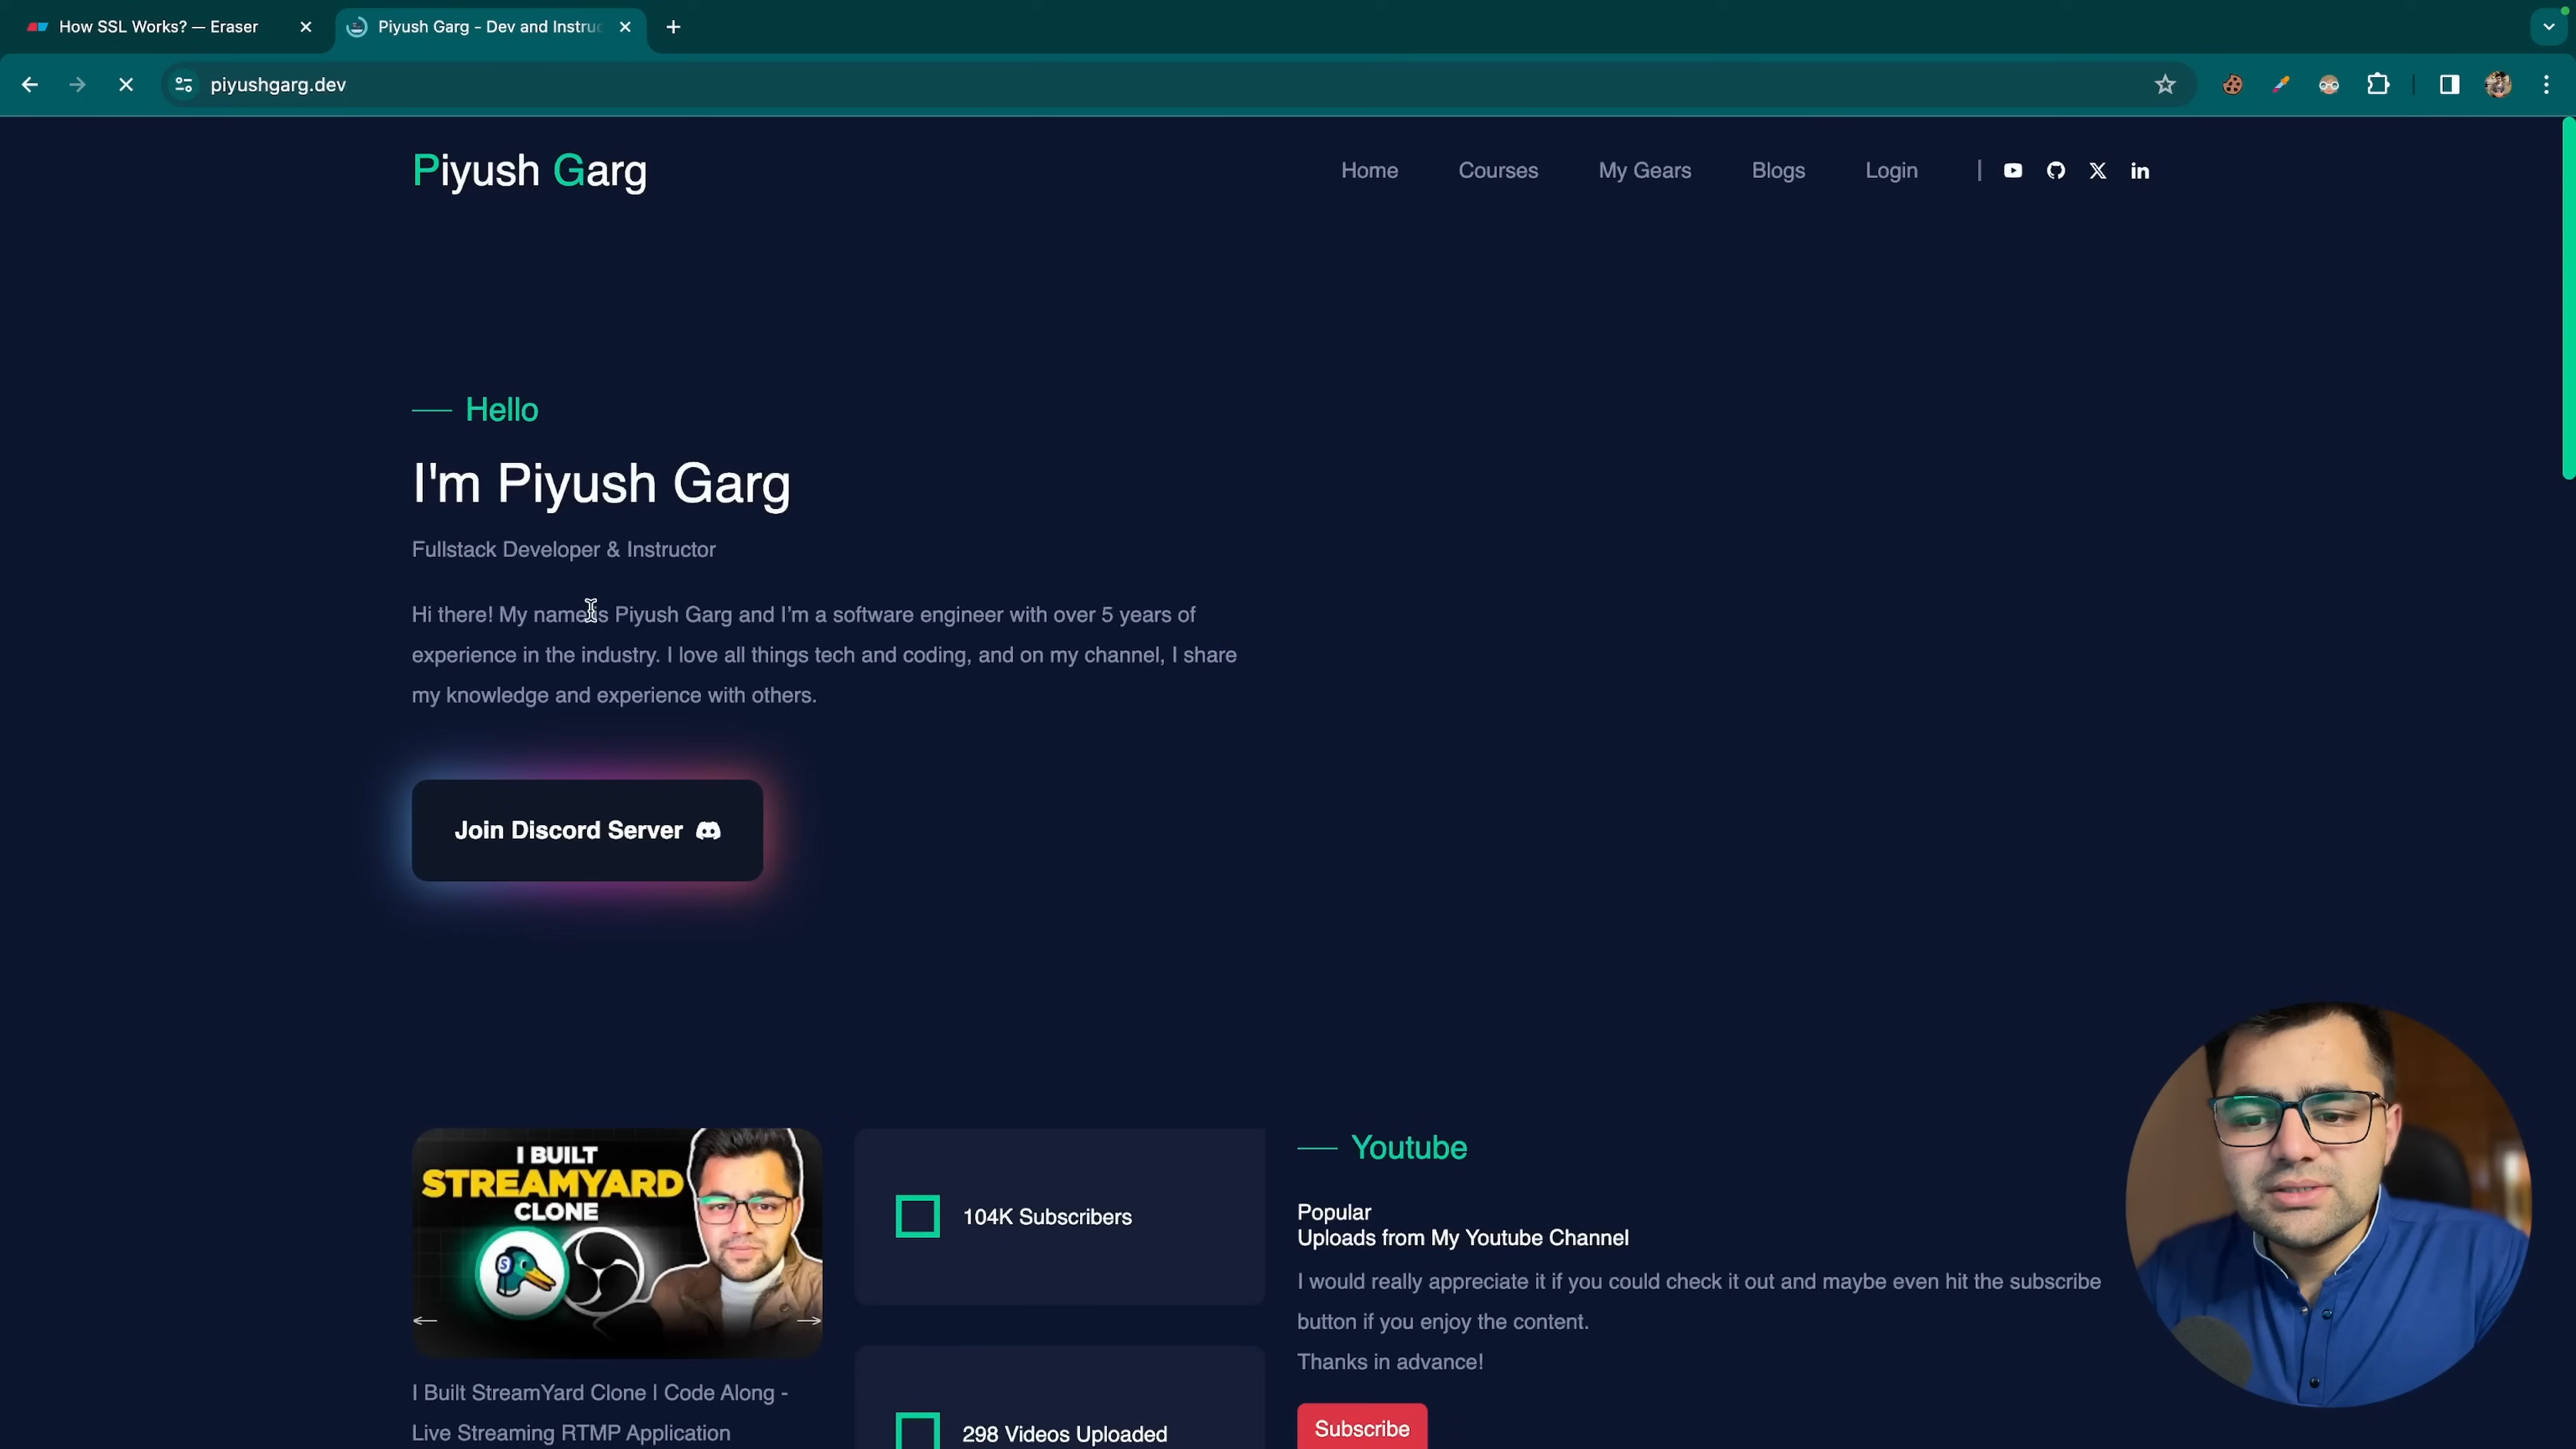 How SSL Works? — Eraser
Piyush Garg - Dev and Instruc
piyushgarg.dev
Piyush Garg
Home
Courses
My Gears
Blogs
Login
|
Hello
I'm Piyush Garg
Fullstack Developer & Instructor
Hi there! My name is Piyush Garg and I'm a software engineer with over 5 years of
experience in the industry. I love all things tech and coding, and on my channel, I share
my knowledge and experience with others.
Join Discord Server
I BUILT
STREAMYARD
CLONE
I Built StreamYard Clone I Code Along -
Live Streaming RTMP Application
104K Subscribers
298 Videos Uploaded
Youtube
Popular
Uploads from My Youtube Channel
I would really appreciate it if you could check it out and maybe even hit the subscribe
button if you enjoy the content.
Thanks in advance!
Subscribe